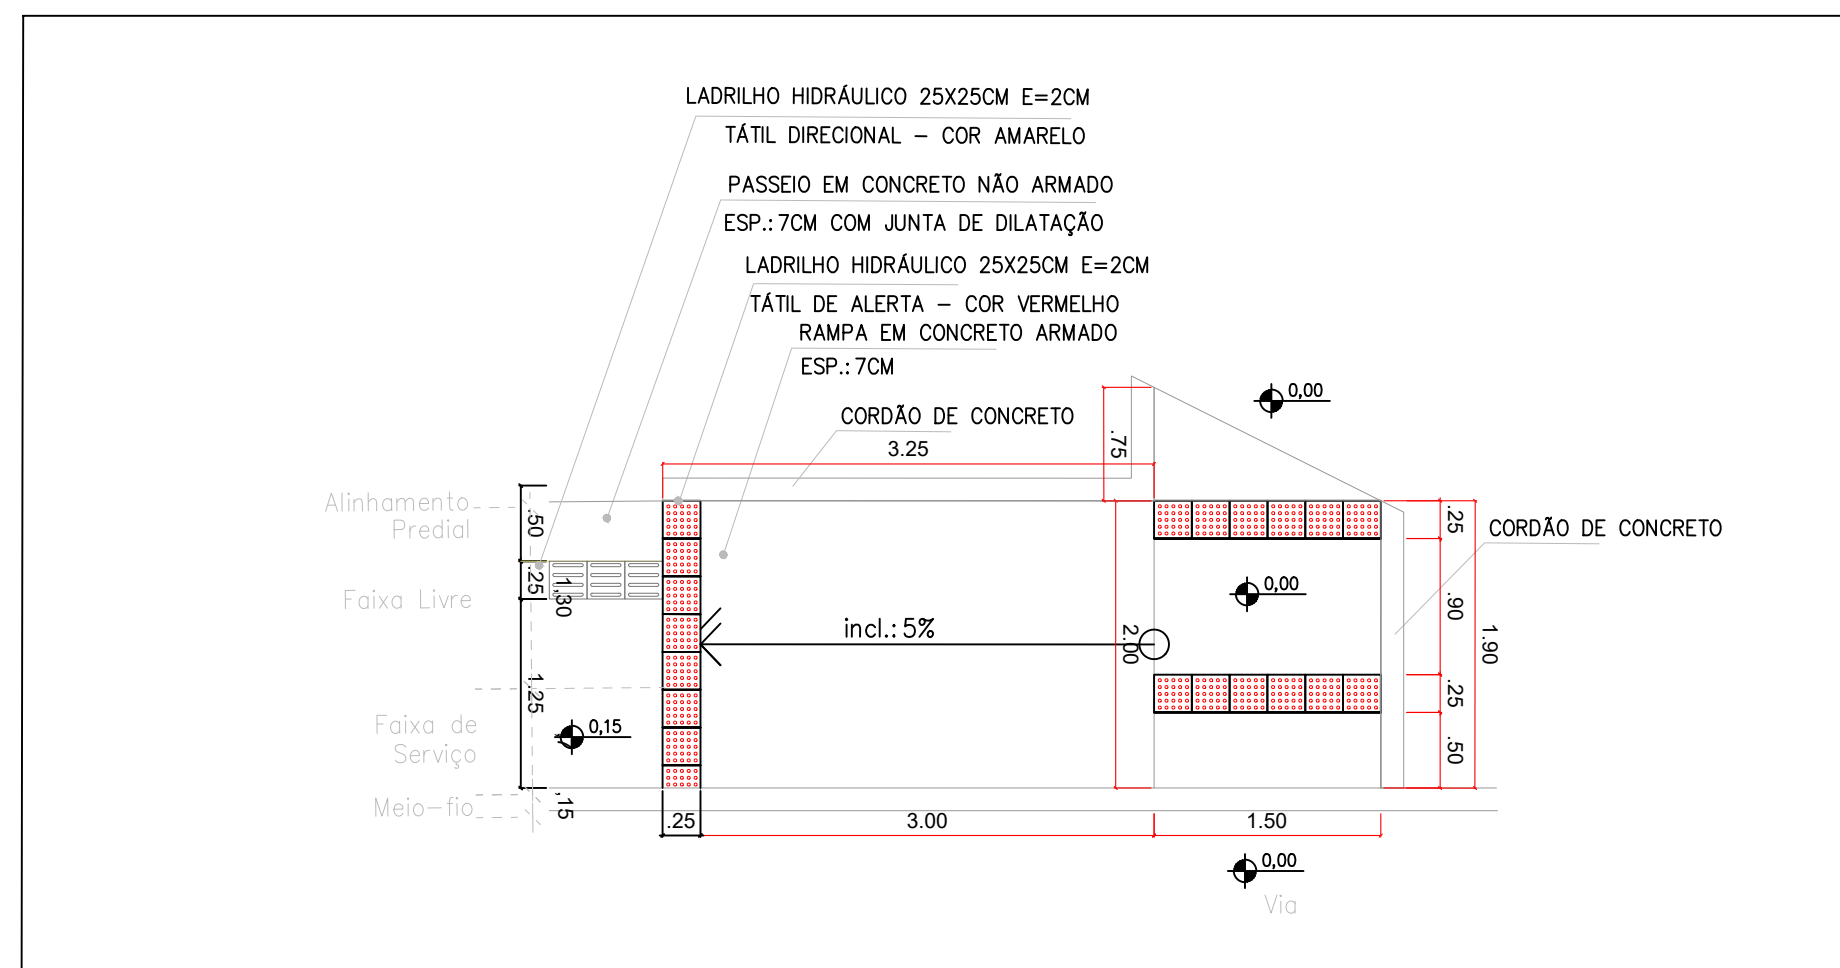 LADRILHO HIDRÁULICO 25X25CM E=2CM
TÁTIL DIRECIONAL – COR AMARELO
PASSEIO EM CONCRETO NÃO ARMADO
ESP.: 7CM COM JUNTA DE DILATAÇÃO
LADRILHO HIDRÁULICO 25X25CM E=2CM
TÁTIL DE ALERTA – COR VERMELHO
RAMPA EM CONCRETO ARMADO
ESP.: 7CM
CORDÃO DE CONCRETO
0,00
3.25
.75
Alinhamento
Predial
.50
.25
CORDÃO DE CONCRETO
.25
1,30
Faixa Livre
0,00
.90
incl.: 5%
2.00
1.90
1.25
.25
Faixa de
Serviço
0,15
.50
Meio-fio
,15
.25
3.00
1.50
0,00
Via